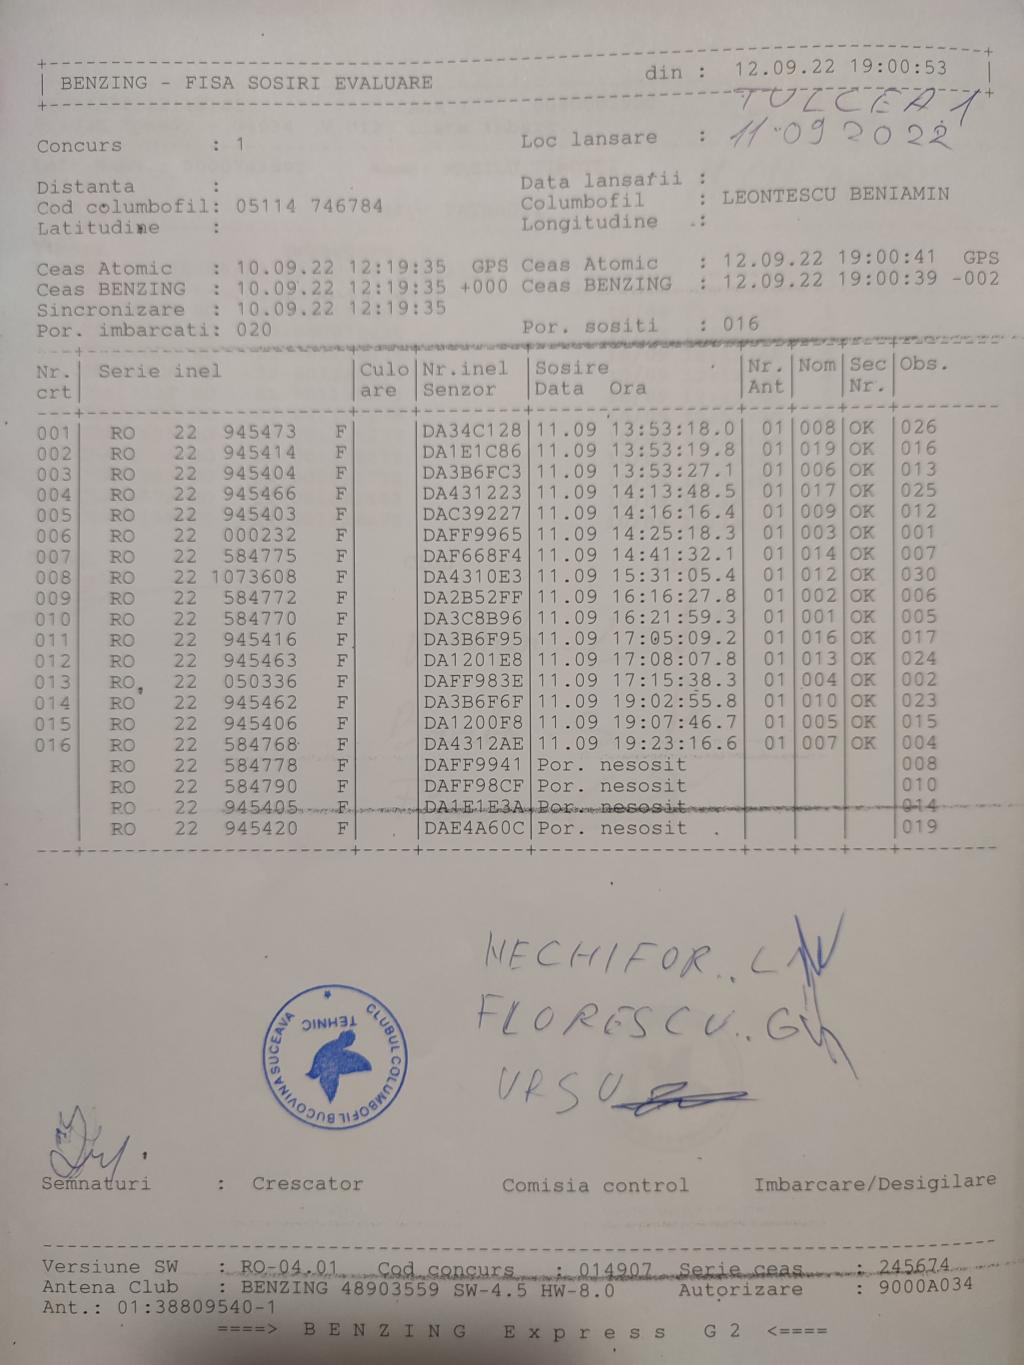 BENZING - FISA SOSIRI EVALUARE din : 12.09.22 19:00:53
TULCEA 1
Concurs : 1 Loc lansare : 11.09 2022
Distanta : Data lansarii :
Cod columbofil: 05114 746784 Columbofil : LEONTESCU BENIAMIN
Latitudine : Longitudine :
Ceas Atomic : 10.09.22 12:19:35 GPS Ceas Atomic : 12.09.22 19:00:41 GPS
Ceas BENZING : 10.09.22 12:19:35 +000 Ceas BENZING : 12.09.22 19:00:39 -002
Sincronizare : 10.09.22 12:19:35
Por. imbarcati: 020 Por. sositi : 016
Nr. Serie inel Culo Nr.inel Sosire Nr. Nom Sec Obs.
crt are Senzor Data Ora Ant Nr.
001 RO 22 945473 F DA34C128 11.09 13:53:18.0 01 008 OK 026
002 RO 22 945414 F DA1E1C86 11.09 13:53:19.8 01 019 OK 016
003 RO 22 945404 F DA3B6FC3 11.09 13:53:27.1 01 006 OK 013
004 RO 22 945466 F DA431223 11.09 14:13:48.5 01 017 OK 025
005 RO 22 945403 F DAC39227 11.09 14:16:16.4 01 009 OK 012
006 RO 22 000232 F DAFF9965 11.09 14:25:18.3 01 003 OK 001
007 RO 22 584775 F DAF668F4 11.09 14:41:32.1 01 014 OK 007
008 RO 22 1073608 F DA4310E3 11.09 15:31:05.4 01 012 OK 030
009 RO 22 584772 F DA2B52FF 11.09 16:16:27.8 01 002 OK 006
010 RO 22 584770 F DA3C8B96 11.09 16:21:59.3 01 001 OK 005
011 RO 22 945416 F DA3B6F95 11.09 17:05:09.2 01 016 OK 017
012 RO 22 945463 F DA1201E8 11.09 17:08:07.8 01 013 OK 024
013 RO 22 050336 F DAFF983E 11.09 17:15:38.3 01 004 OK 002
014 RO 22 945462 F DA3B6F6F 11.09 19:02:55.8 01 010 OK 023
015 RO 22 945406 F DA1200F8 11.09 19:07:46.7 01 005 OK 015
016 RO 22 584768 F DA4312AE 11.09 19:23:16.6 01 007 OK 004
RO 22 584778 F DAFF9941 Por. nesosit 008
RO 22 584790 F DAFF98CF Por. nesosit 010
RO 22 945405 F DA1E1E3A Por. nesosit 014
RO 22 945420 F DAE4A60C Por. nesosit 019
NECHIFOR..
FLORESCU..
URSU
CLUBUL COLUMBOFIL BUCOVINA SUCEAVA
TEHNIC
Semnaturi : Crescator Comisia control Imbarcare/Desigilare
Versiune SW : RO-04.01 Cod concurs : 014907 Serie ceas : 245674
Antena Club : BENZING 48903559 SW-4.5 HW-8.0 Autorizare : 9000A034
Ant.: 01:38809540-1
====> B E N Z I N G E x p r e s s G 2 <====